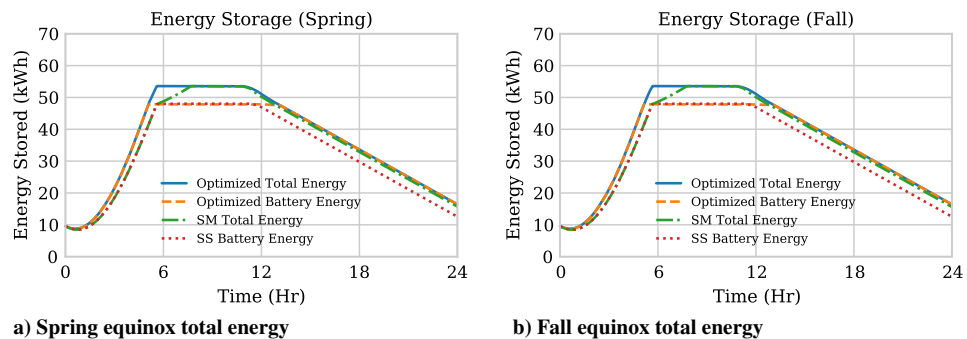 Energy Storage (Spring)
Energy Stored (kWh)
70
60
50
40
30
20
10
0
Optimized Total Energy
Optimized Battery Energy
SM Total Energy
SS Battery Energy
0 6 12 18 24
Time (Hr)
a) Spring equinox total energy
Energy Storage (Fall)
Energy Stored (kWh)
70
60
50
40
30
20
10
0
Optimized Total Energy
Optimized Battery Energy
SM Total Energy
SS Battery Energy
0 6 12 18 24
Time (Hr)
b) Fall equinox total energy